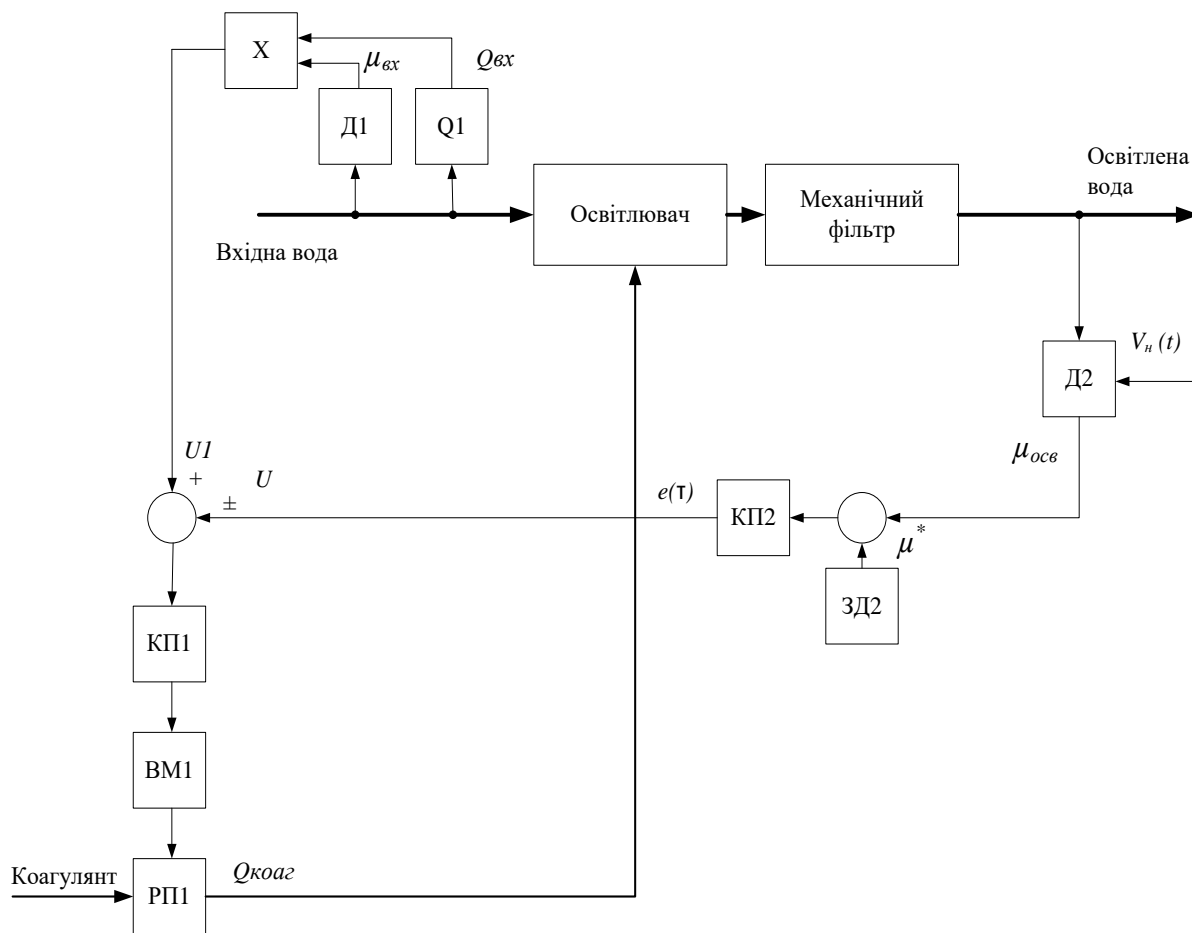 X
μвх
Qвх
Д1
Q1
Освітлена
вода
Освітлювач
Механічний
фільтр
Вхідна вода
Vн (t)
Д2
μосв
U1
+
U
±
e(τ)
КП2
μ*
ЗД2
КП1
ВМ1
Коагулянт
Qкоаг
РП1